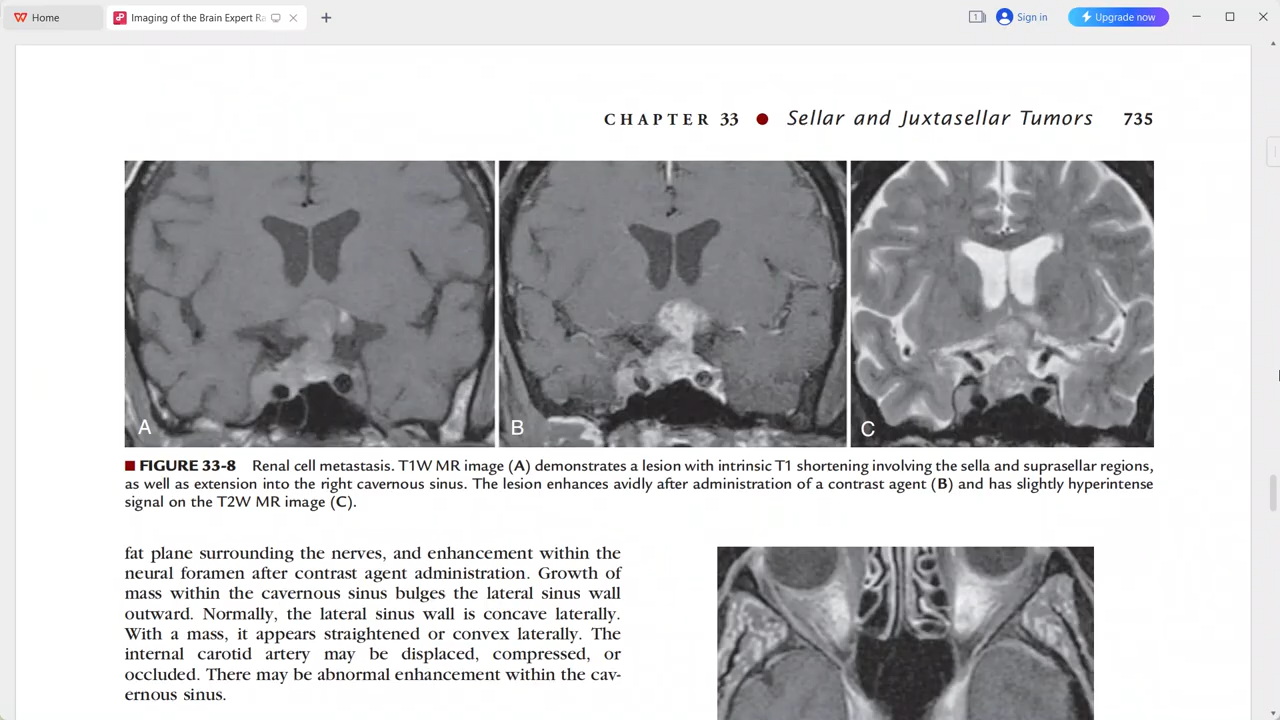 Home
Imaging of the Brain Expert Ra
Sign in
Upgrade now
CHAPTER 33 ● Sellar and Juxtasellar Tumors 735
A
B
C
■ FIGURE 33-8 Renal cell metastasis. T1W MR image (A) demonstrates a lesion with intrinsic T1 shortening involving the sella and suprasellar regions,
as well as extension into the right cavernous sinus. The lesion enhances avidly after administration of a contrast agent (B) and has slightly hyperintense
signal on the T2W MR image (C).
fat plane surrounding the nerves, and enhancement within the
neural foramen after contrast agent administration. Growth of
mass within the cavernous sinus bulges the lateral sinus wall
outward. Normally, the lateral sinus wall is concave laterally.
With a mass, it appears straightened or convex laterally. The
internal carotid artery may be displaced, compressed, or
occluded. There may be abnormal enhancement within the cav-
ernous sinus.